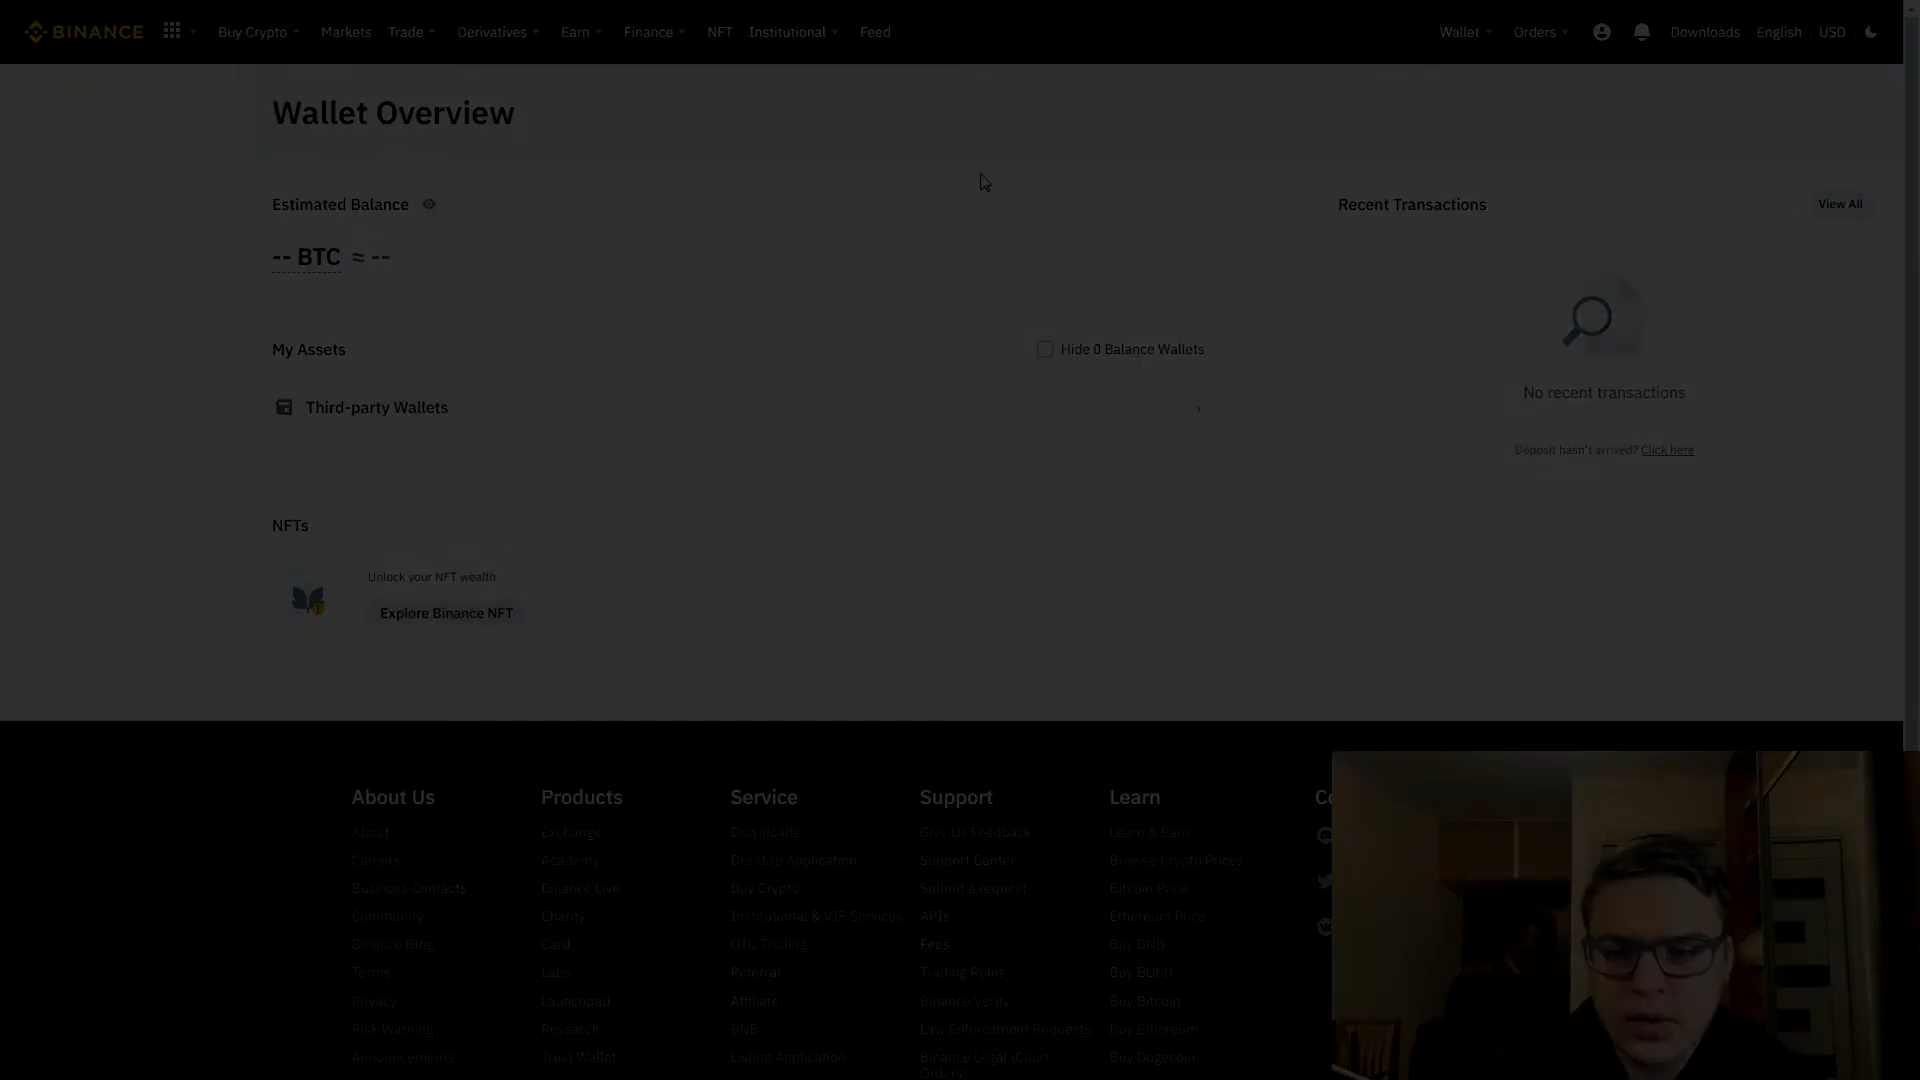 BINANCE
Buy Crypto Markets Trade Derivatives Earn Finance NFT Institutional Feed
Wallet Orders Downloads English USD
Wallet Overview
Estimated Balance
-- BTC ≈ --
Recent Transactions View All
My Assets
Hide 0 Balance Wallets
Third-party Wallets
No recent transactions
Deposit hasn't arrived? Click here
NFTs
Unlock your NFT wealth
Explore Binance NFT
About Us
About
Careers
Business Contacts
Community
Binance Blog
Terms
Privacy
Risk Warning
Announcements
Products
Exchange
Academy
Binance Live
Charity
Card
Labs
Launchpad
Research
Trust Wallet
Service
Downloads
Desktop Application
Buy Crypto
Institutional & VIP Services
OTC Trading
Referral
Affiliate
BNB
Listing Application
Support
Give Us Feedback
Support Center
Submit a request
APIs
Fees
Trading Rules
Binance Verify
Law Enforcement Requests
Binance Legal (Court
Orders)
Learn
Learn & Earn
Browse Crypto Prices
Bitcoin Price
Ethereum Price
Buy BNB
Buy BUSD
Buy Bitcoin
Buy Ethereum
Buy Dogecoin